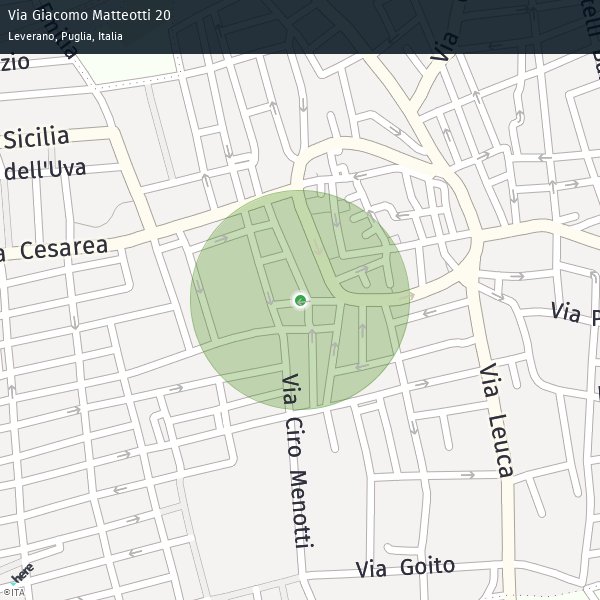 Via Giacomo Matteotti 20
Leverano, Puglia, Italia
Emila
Via
zio
Sicilia
dell'Uva
a Cesarea
Via P
Via Leuca
Via Ciro Menotti
Via Goito
here
©ITA